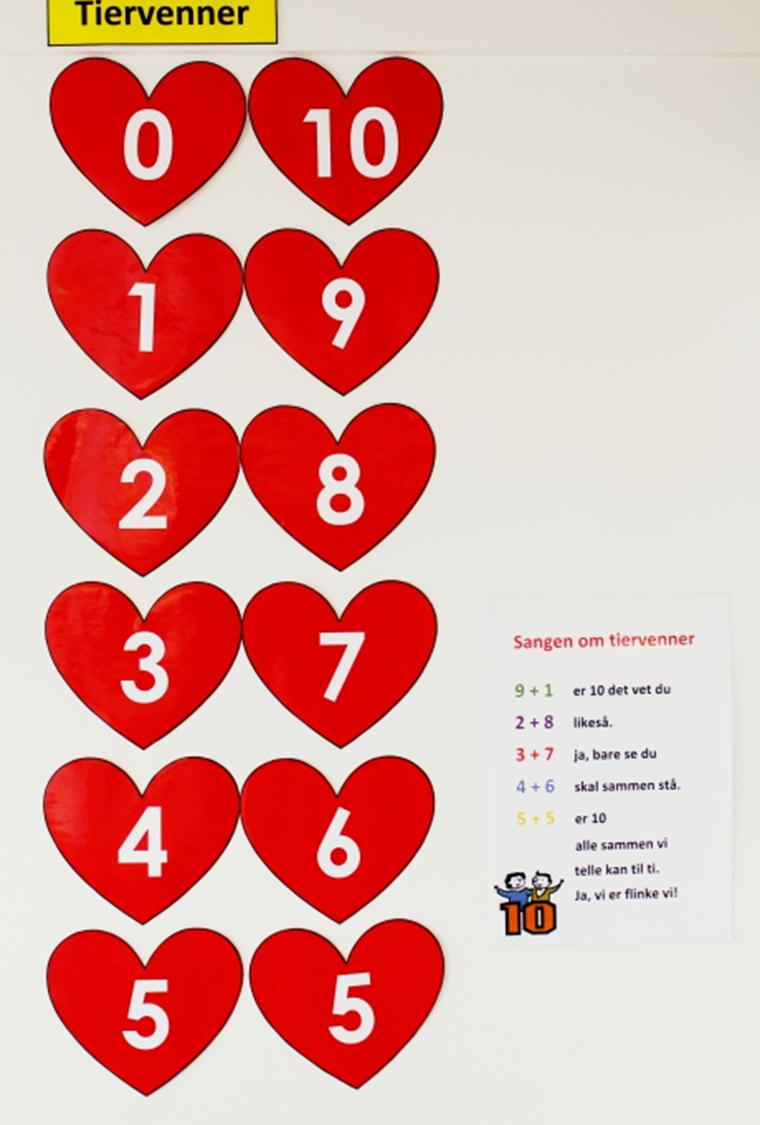 Tiervenner
0 10
1 9
2 8
3 7
4 6
5 5
Sangen om tiervenner
9 + 1 er 10 det vet du
2 + 8 likeså.
3 + 7 ja, bare se du
4 + 6 skal sammen stå.
5 + 5 er 10
alle sammen vi
telle kan til ti.
Ja, vi er flinke vi!
10